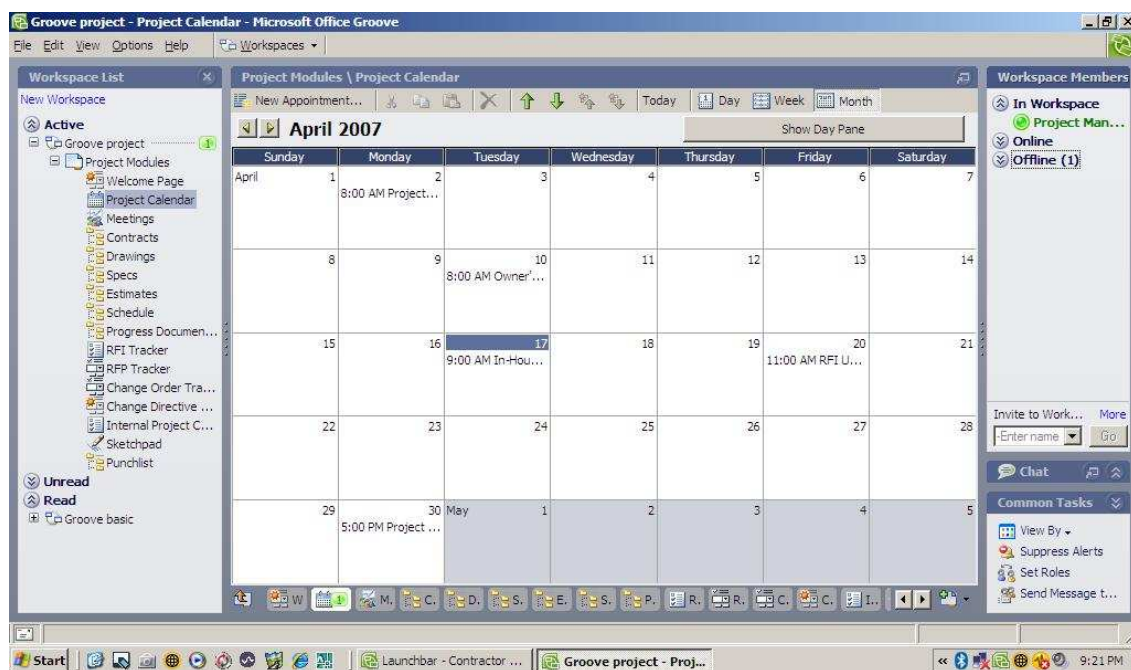 Groove project - Project Calendar - Microsoft Office Groove
File Edit View Options Help Workspaces
Workspace List
New Workspace
Active
Groove project
Project Modules
Welcome Page
Project Calendar
Meetings
Contracts
Drawings
Specs
Estimates
Schedule
Progress Documen...
RFI Tracker
RFP Tracker
Change Order Tra...
Change Directive ...
Internal Project C...
Sketchpad
Punchlist
Unread
Read
Groove basic
Project Modules \ Project Calendar
New Appointment... Today Day Week Month
April 2007 Show Day Pane
Sunday Monday Tuesday Wednesday Thursday Friday Saturday
April 1 2 3 4 5 6 7
8:00 AM Project...
8 9 10 11 12 13 14
8:00 AM Owner'...
15 16 17 18 19 20 21
9:00 AM In-Hou... 11:00 AM RFI U...
22 23 24 25 26 27 28
29 30 May 1 2 3 4 5
5:00 PM Project ...
W M. C. D. S. E. S. P. R. R. C. C. I..
Workspace Members
In Workspace
Project Man...
Online
Offline (1)
Invite to Work... More
-Enter name Go
Chat
Common Tasks
View By
Suppress Alerts
Set Roles
Send Message t...
Start Launchbar - Contractor ... Groove project - Proj... 9:21 PM